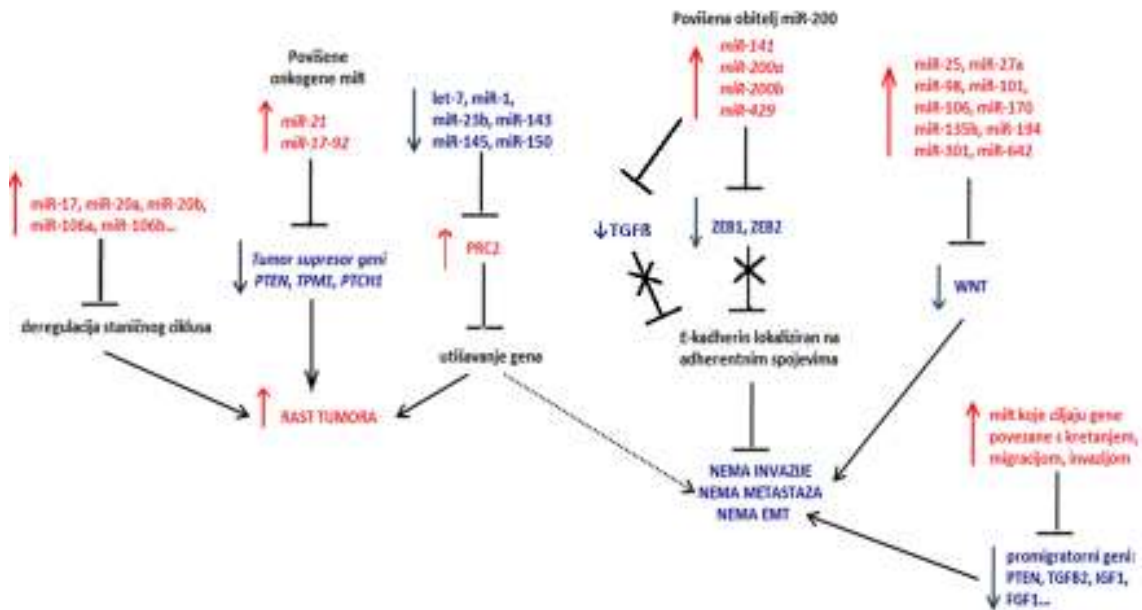 Povišena obitelj miR-200
miR-141
miR-200a
miR-200b
miR-429
Povišene
onkogene miR
miR-21
miR-17-92
let-7, miR-1,
miR-23b, miR-143
miR-145, miR-150
miR-25, miR-27a
miR-98, miR-101,
miR-106, miR-170
miR-135b, miR-194
miR-301, miR-642
miR-17, miR-20a, miR-20b,
miR-106a, miR-106b...
Tumor supresor geni
PTEN, TPM1, PTCH1
PRC2
TGFß
ZEB1, ZEB2
WNT
deregulacija staničnog ciklusa
utišavanje gena
E-kadherin lokaliziran na
adherentnim spojevima
RAST TUMORA
miR koje ciljaju gene
povezane s kretanjem,
migracijom, invazijom
NEMA INVAZIJE
NEMA METASTAZA
NEMA EMT
promigratorni geni:
PTEN, TGFB2, IGF1,
FGF1...